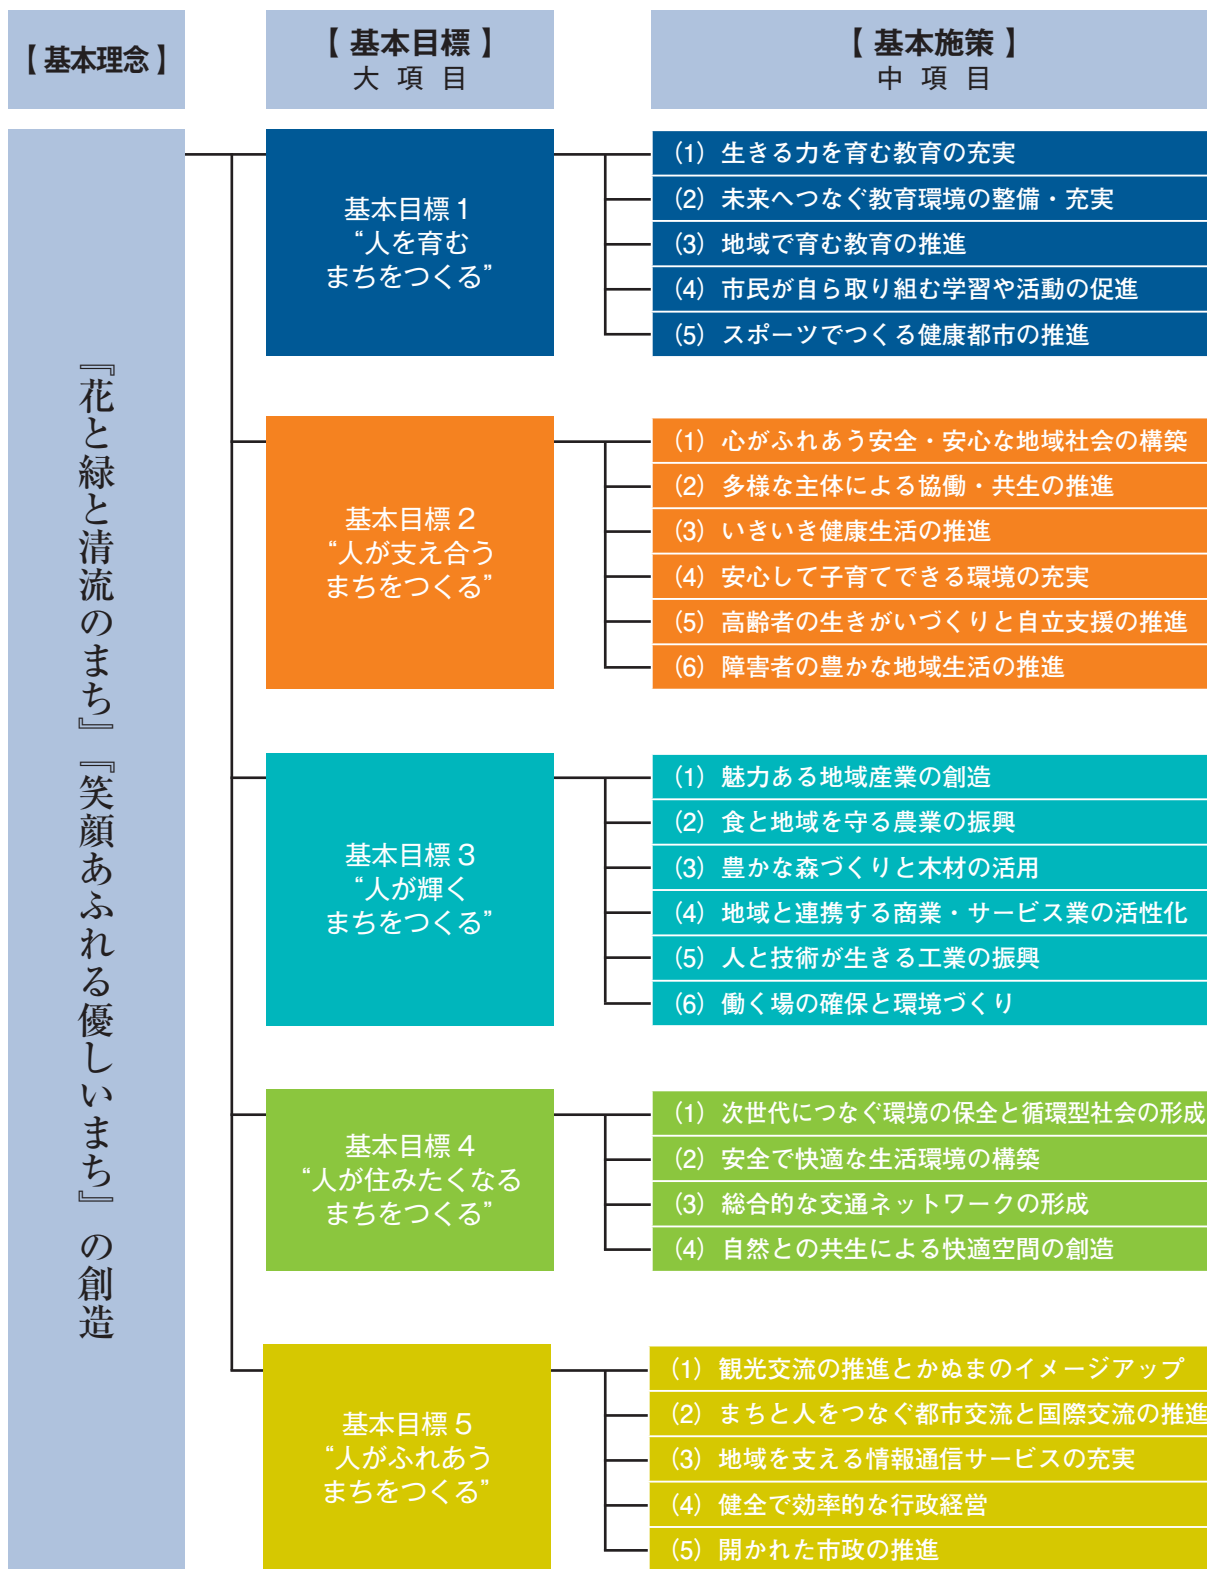 【 基本理念 】
【 基本目標 】
大 項 目
【 基本施策 】
中 項 目
『花と緑と清流のまち』『笑顔あふれる優しいまち』の創造
基本目標 1
“人を育む
まちをつくる”
(1) 生きる力を育む教育の充実
(2) 未来へつなぐ教育環境の整備・充実
(3) 地域で育む教育の推進
(4) 市民が自ら取り組む学習や活動の促進
(5) スポーツでつくる健康都市の推進
基本目標 2
“人が支え合う
まちをつくる”
(1) 心がふれあう安全・安心な地域社会の構築
(2) 多様な主体による協働・共生の推進
(3) いきいき健康生活の推進
(4) 安心して子育てできる環境の充実
(5) 高齢者の生きがいづくりと自立支援の推進
(6) 障害者の豊かな地域生活の推進
基本目標 3
“人が輝く
まちをつくる”
(1) 魅力ある地域産業の創造
(2) 食と地域を守る農業の振興
(3) 豊かな森づくりと木材の活用
(4) 地域と連携する商業・サービス業の活性化
(5) 人と技術が生きる工業の振興
(6) 働く場の確保と環境づくり
基本目標 4
“人が住みたくなる
まちをつくる”
(1) 次世代につなぐ環境の保全と循環型社会の形成
(2) 安全で快適な生活環境の構築
(3) 総合的な交通ネットワークの形成
(4) 自然との共生による快適空間の創造
基本目標 5
“人がふれあう
まちをつくる”
(1) 観光交流の推進とかぬまのイメージアップ
(2) まちと人をつなぐ都市交流と国際交流の推進
(3) 地域を支える情報通信サービスの充実
(4) 健全で効率的な行政経営
(5) 開かれた市政の推進